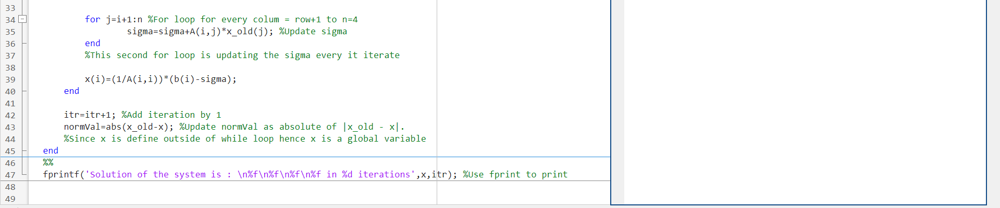 33
34 for j=i+1:n %For loop for every colum = row+1 to n=4
35 sigma=sigma+A(i,j)*x_old(j); %Update sigma
36 end
37 %This second for loop is updating the sigma every it iterate
38
39 x(i)=(1/A(i,i))*(b(i)-sigma);
40 end
41
42 itr=itr+1; %Add iteration by 1
43 normVal=abs(x_old-x); %Update normVal as absolute of |x_old - x|.
44 %Since x is define outside of while loop hence x is a global variable
45 end
46 %%
47 fprintf('Solution of the system is : \n%f\n%f\n%f\n%f in %d iterations',x,itr); %Use fprint to print
48
49